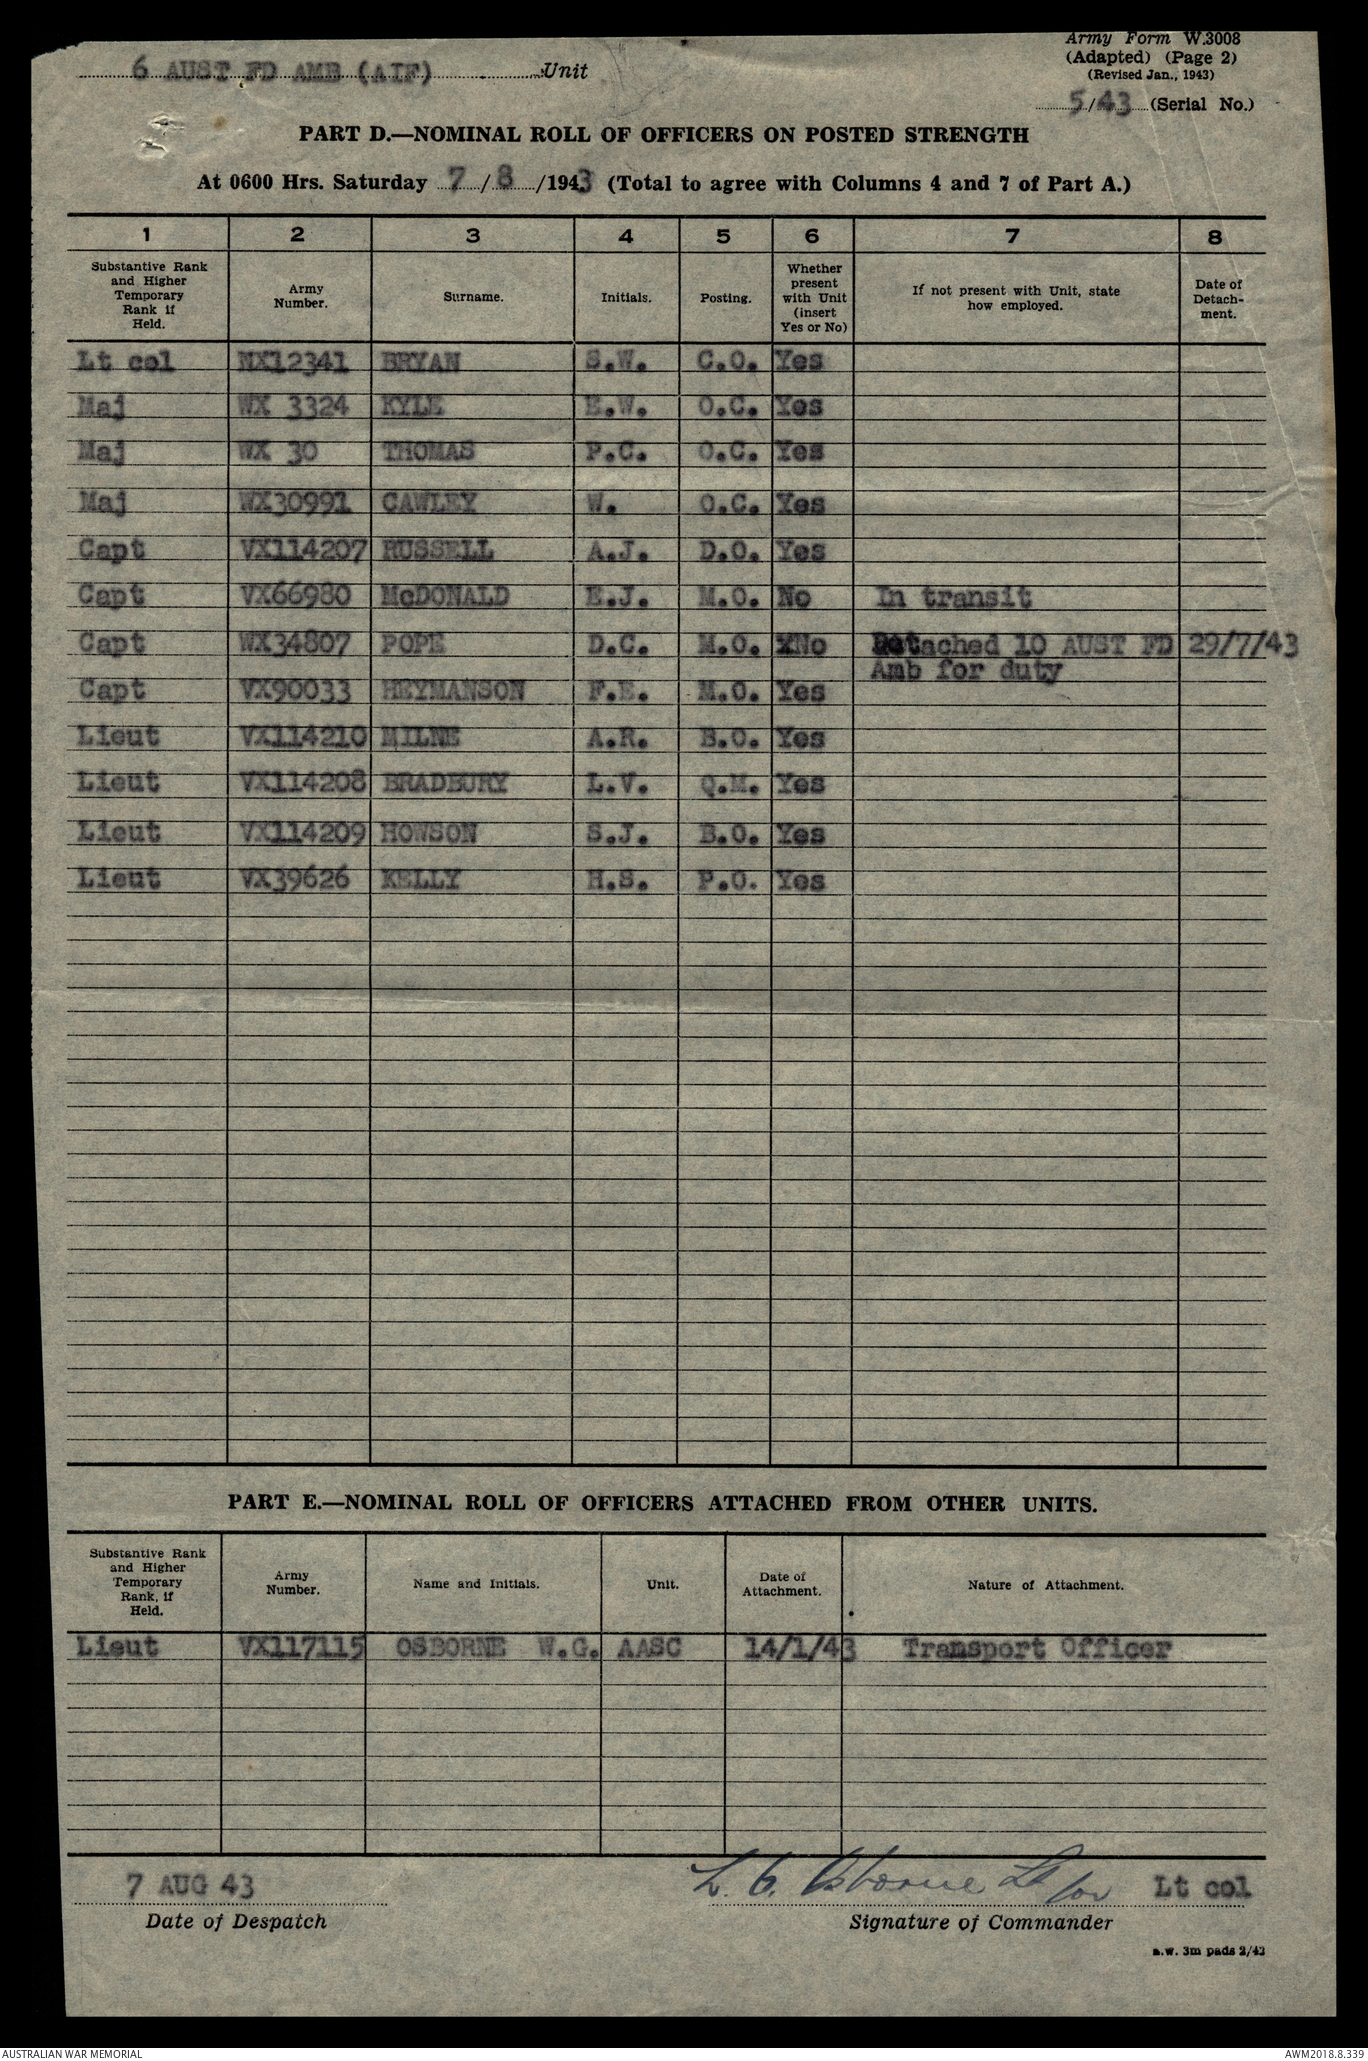 Army Form W.3008
6 AUST FD AMB (AIF) Unit
(Adapted) (Page 2)
(Revised Jan., 1943)
5/43 (Serial No.)
PART D.—NOMINAL ROLL OF OFFICERS ON POSTED STRENGTH
At 0600 Hrs. Saturday 7/8/1943 (Total to agree with Columns 4 and 7 of Part A.)
1 2 3 4 5 6 7 8
Substantive Rank and Higher Temporary Rank if Held. Army Number. Surname. Initials. Posting. Whether present with Unit (insert Yes or No) If not present with Unit, state how employed. Date of Detach-ment.
Lt col NX12341 BRYAN S.W. C.O. Yes
Maj WX 3324 KYLE E.W. O.C. Yes
Maj WX 30 THOMAS P.C. O.C. Yes
Maj WX30991 CAWLEY W. O.C. Yes
Capt VX114207 RUSSELL A.J. D.O. Yes
Capt VX66980 McDONALD E.J. M.O. No In transit
Capt WX34807 POPE D.C. M.O. No Detached 10 AUST FD 29/7/43
Amb for duty
Capt VX90033 HEYMANSON F.E. M.O. Yes
Lieut VX114210 MILNE A.R. B.O. Yes
Lieut VX114208 BRADBURY L.V. Q.M. Yes
Lieut VX114209 HOWSON S.J. B.O. Yes
Lieut VX39626 KELLY H.S. P.O. Yes
PART E.—NOMINAL ROLL OF OFFICERS ATTACHED FROM OTHER UNITS.
Substantive Rank and Higher Temporary Rank, if Held. Army Number. Name and Initials. Unit. Date of Attachment. Nature of Attachment.
Lieut VX117115 OSBORNE W.G. AASC 14/1/43 Transport Officer
7 AUG 43 Osborne Lt for Lt col
Date of Despatch Signature of Commander
a.w. 3m pads 2/43
AUSTRALIAN WAR MEMORIAL AWM2018.8.339